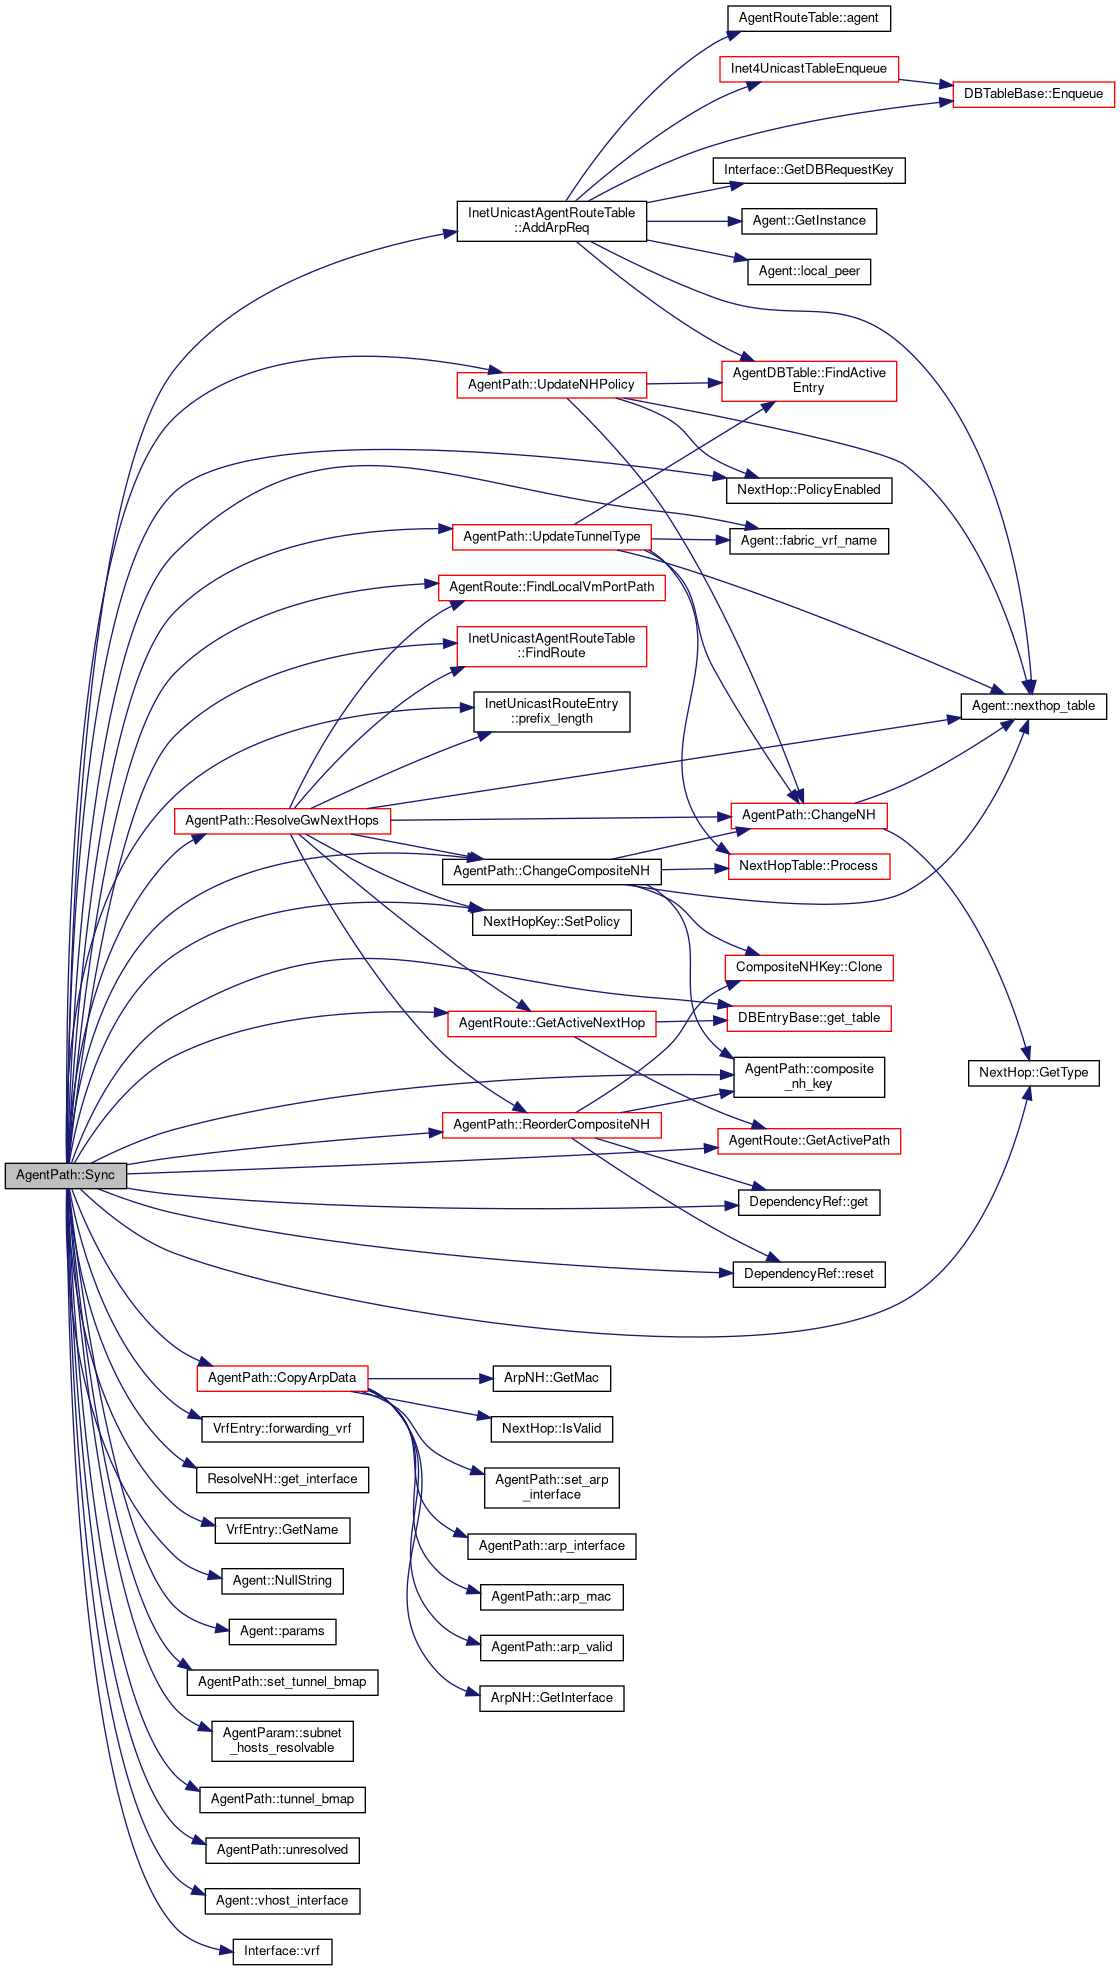 AgentRouteTable::agent
Inet4UnicastTableEnqueue
DBTableBase::Enqueue
Interface::GetDBRequestKey
InetUnicastAgentRouteTable
::AddArpReq
Agent::GetInstance
Agent::local_peer
AgentDBTable::FindActive
Entry
AgentPath::UpdateNHPolicy
NextHop::PolicyEnabled
AgentPath::UpdateTunnelType
Agent::fabric_vrf_name
AgentRoute::FindLocalVmPortPath
InetUnicastAgentRouteTable
::FindRoute
InetUnicastRouteEntry
::prefix_length
Agent::nexthop_table
AgentPath::ResolveGwNextHops
AgentPath::ChangeNH
AgentPath::ChangeCompositeNH
NextHopTable::Process
NextHopKey::SetPolicy
CompositeNHKey::Clone
AgentRoute::GetActiveNextHop
DBEntryBase::get_table
AgentPath::composite
_nh_key
NextHop::GetType
AgentPath::ReorderCompositeNH
AgentRoute::GetActivePath
AgentPath::Sync
DependencyRef::get
DependencyRef::reset
AgentPath::CopyArpData
ArpNH::GetMac
VrfEntry::forwarding_vrf
NextHop::IsValid
ResolveNH::get_interface
AgentPath::set_arp
_interface
VrfEntry::GetName
AgentPath::arp_interface
Agent::NullString
AgentPath::arp_mac
Agent::params
AgentPath::arp_valid
AgentPath::set_tunnel_bmap
ArpNH::GetInterface
AgentParam::subnet
_hosts_resolvable
AgentPath::tunnel_bmap
AgentPath::unresolved
Agent::vhost_interface
Interface::vrf